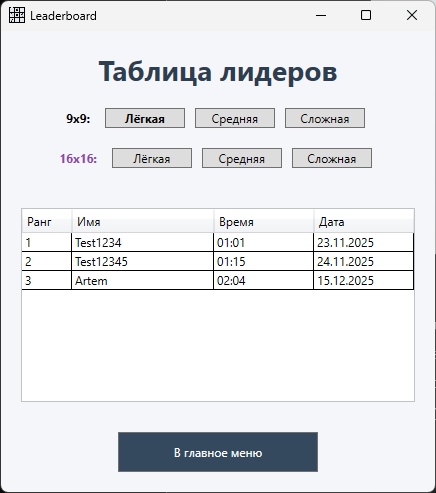 Leaderboard
Таблица лидеров
9x9: Лёгкая Средняя Сложная
16x16: Лёгкая Средняя Сложная
Ранг Имя Время Дата
1 Test1234 01:01 23.11.2025
2 Test12345 01:15 24.11.2025
3 Artem 02:04 15.12.2025
В главное меню